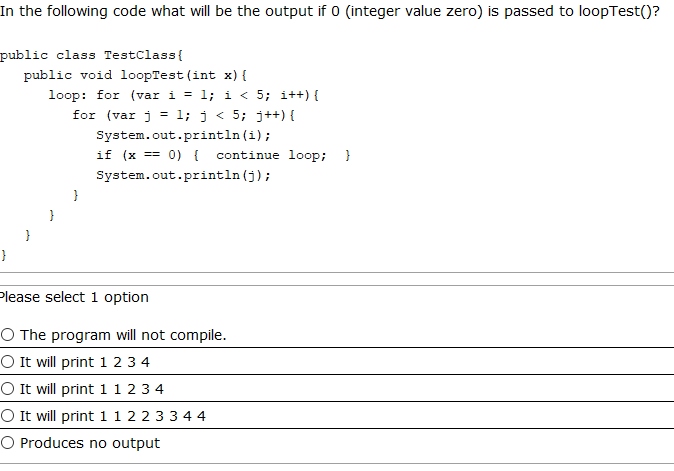 In the following code what will be the output if 0 (integer value zero) is passed to loopTest()?
public class TestClass{
public void loopTest(int x){
loop: for (var i = 1; i < 5; i++){
for (var j = 1; j < 5; j++){
System.out.println(i);
if (x == 0) { continue loop; }
System.out.println(j);
}
}
}
}
Please select 1 option
The program will not compile.
It will print 1 2 3 4
It will print 1 1 2 3 4
It will print 1 1 2 2 3 3 4 4
Produces no output